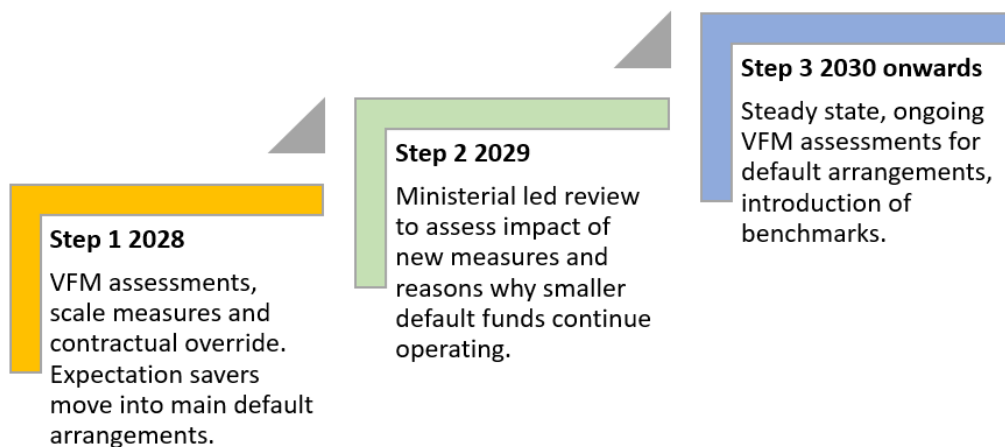 Step 1 2028
VFM assessments,
scale measures and
contractual override.
Expectation savers
move into main default
arrangements.
Step 2 2029
Ministerial led review
to assess impact of
new measures and
reasons why smaller
default funds continue
operating.
Step 3 2030 onwards
Steady state, ongoing
VFM assessments for
default arrangements,
introduction of
benchmarks.